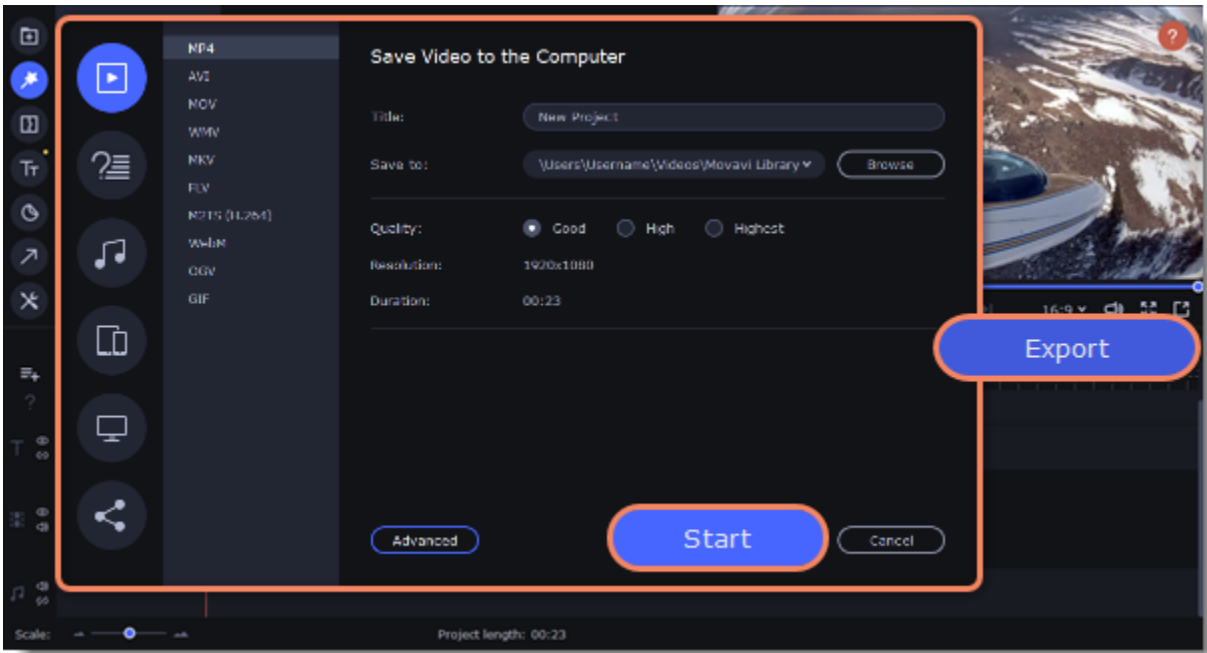 MP4
AVI
MOV
WMV
MKV
FLV
M2TS (H.264)
WebM
OGV
GIF
Save Video to the Computer
Title: New Project
Save to: \Users\Username\Videos\Movavi Library Browse
Quality: Good High Highest
Resolution: 1920x1080
Duration: 00:23
Advanced Start Cancel
?
16:9
Export
Scale:
Project length: 00:23